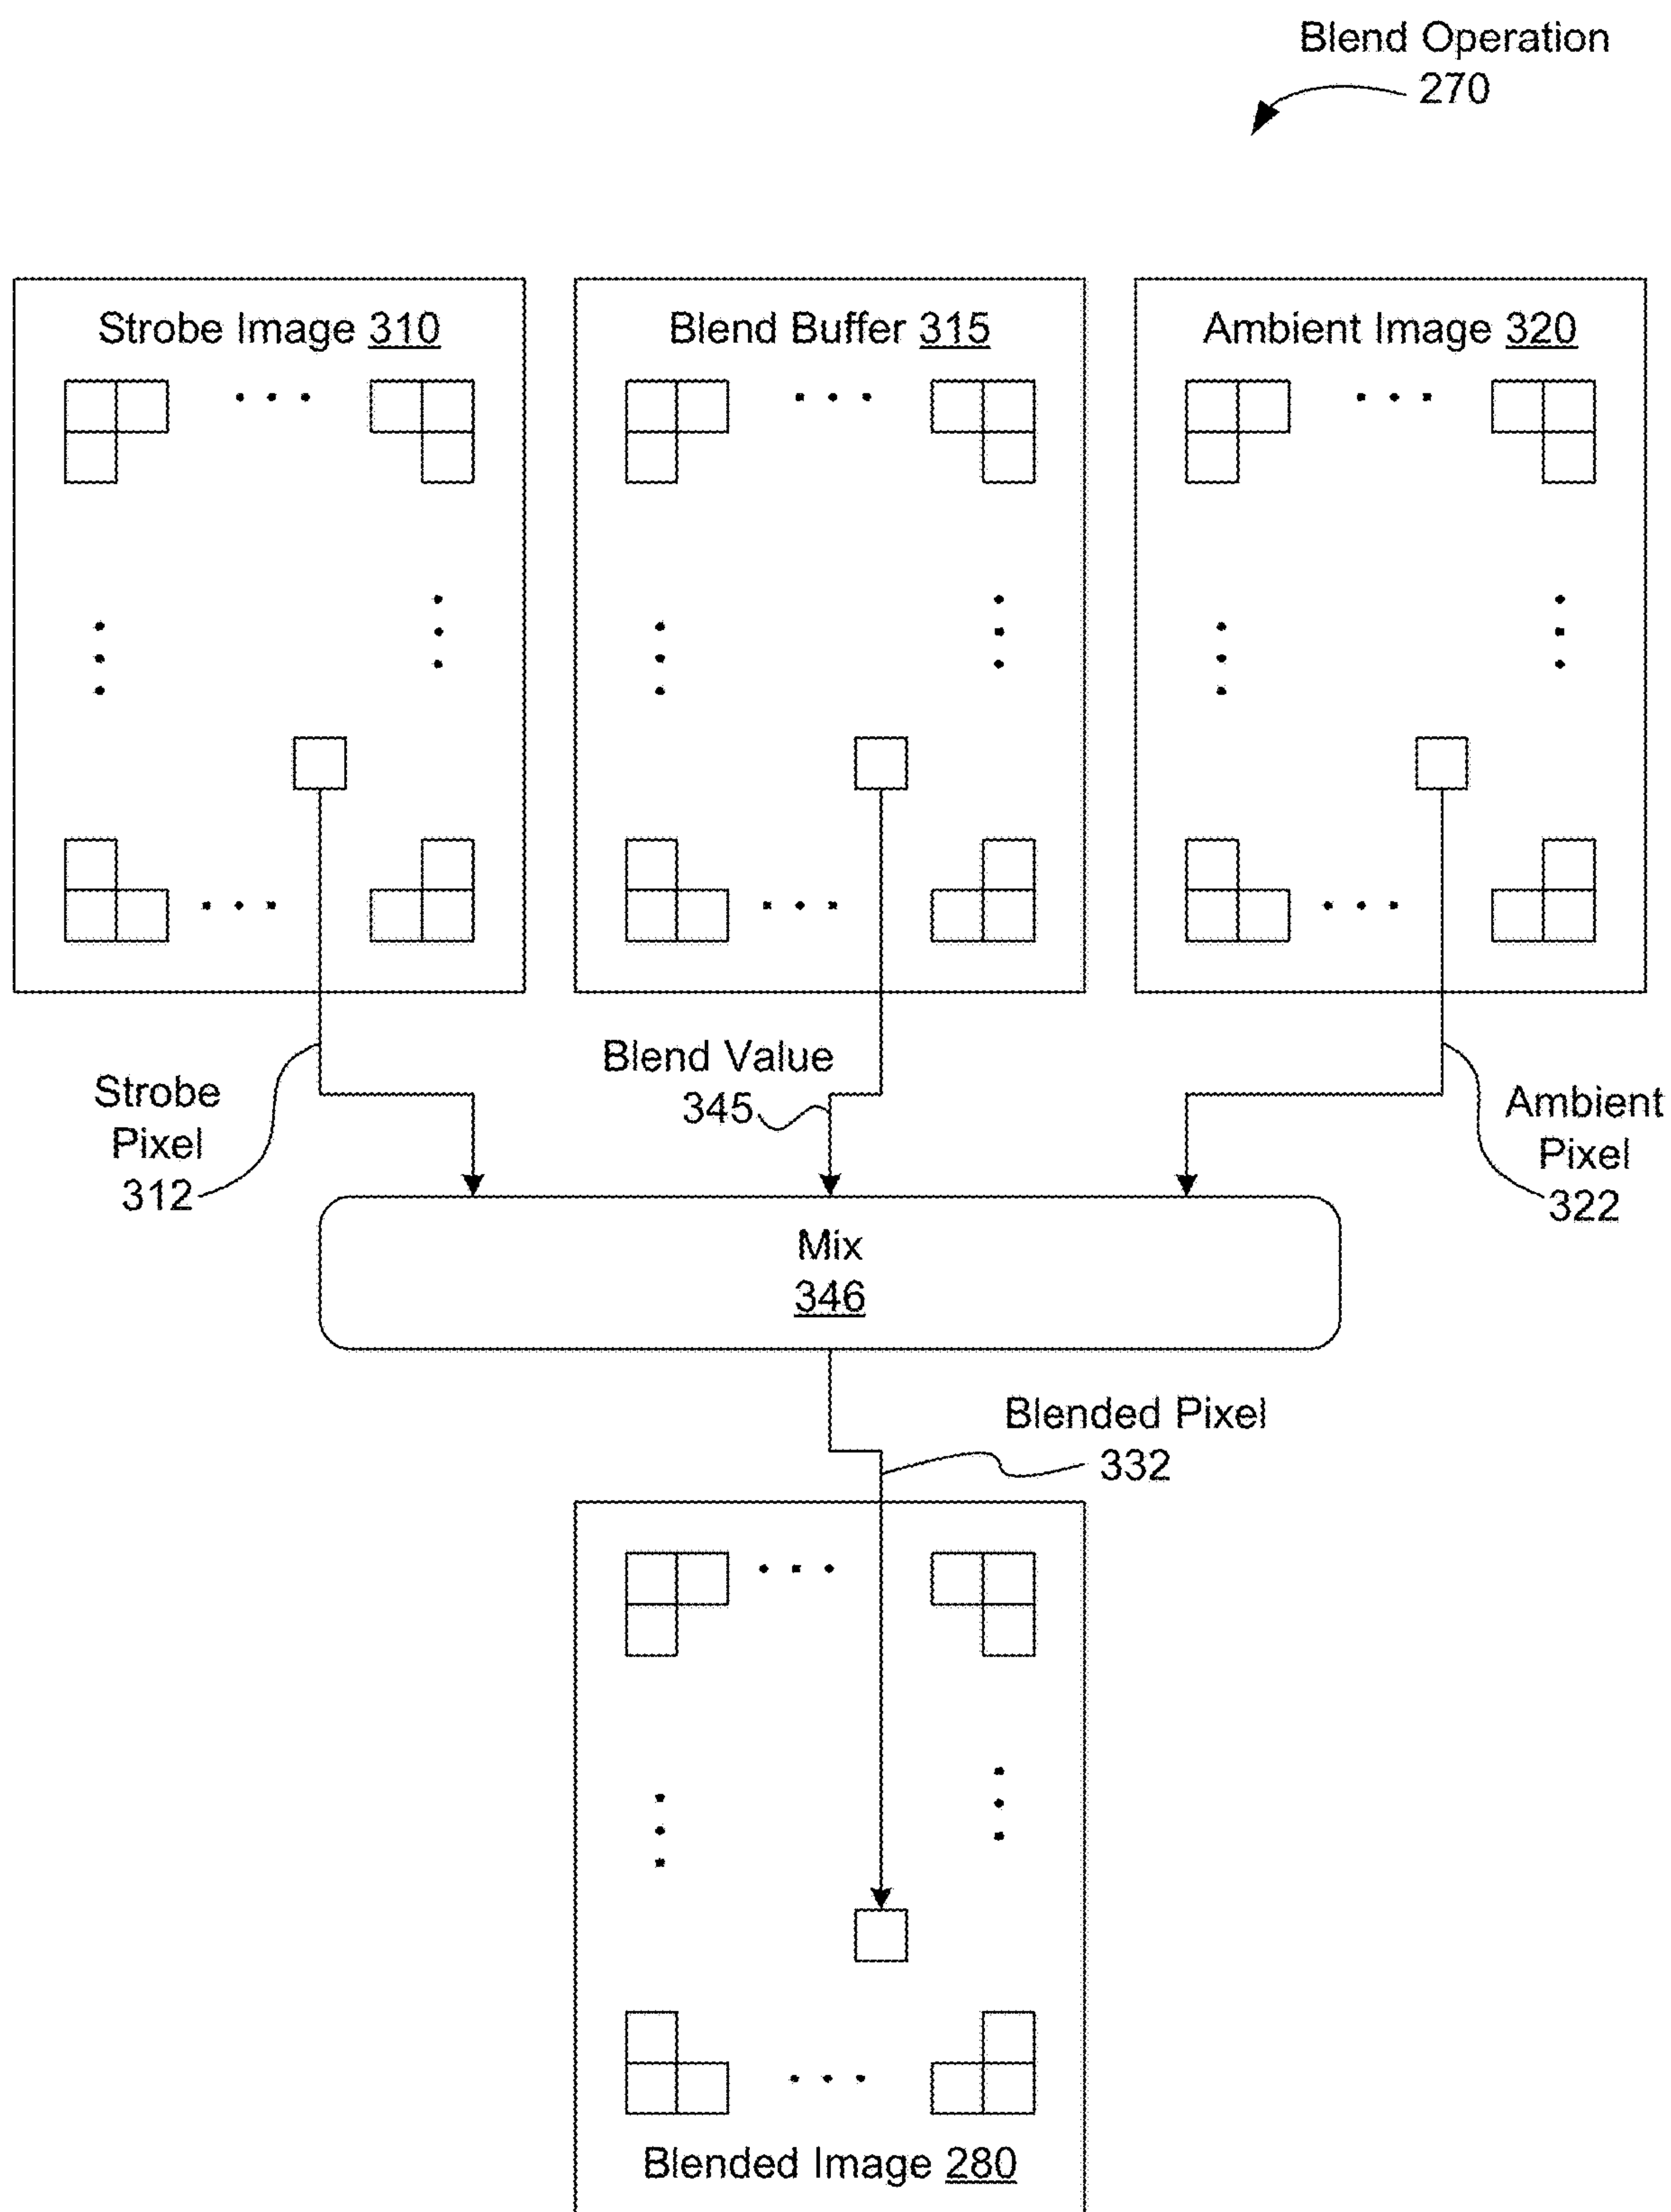 Blend Operation
270
Strobe Image 310
Blend Buffer 315
Ambient Image 320
Strobe
Pixel
312
Blend Value
345
Ambient
Pixel
322
Mix
346
Blended Pixel
332
Blended Image 280